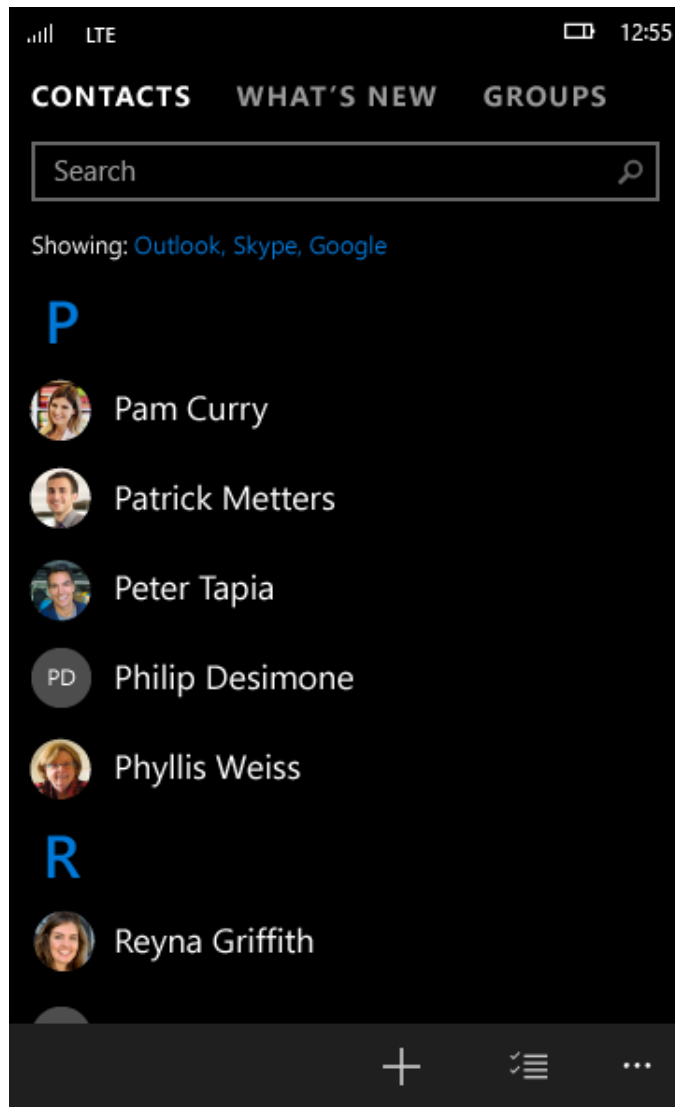 LTE 12:55
CONTACTS WHAT'S NEW GROUPS
Search
Showing: Outlook, Skype, Google
P
Pam Curry
Patrick Metters
Peter Tapia
PD Philip Desimone
Phyllis Weiss
R
Reyna Griffith